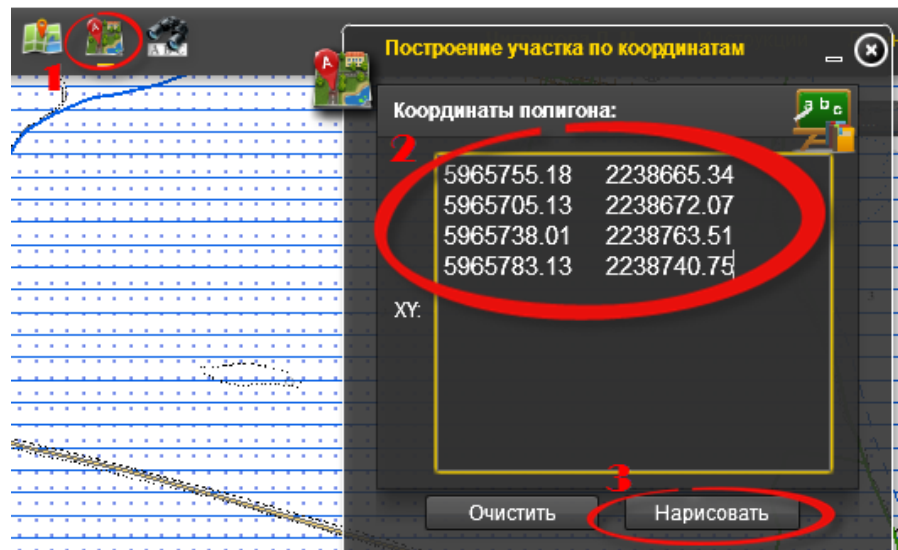 1
Построение участка по координатам
Координаты полигона:
a b c
2
5965755.18 2238665.34
5965705.13 2238672.07
5965738.01 2238763.51
5965783.13 2238740.75
XY:
3
Очистить Нарисовать